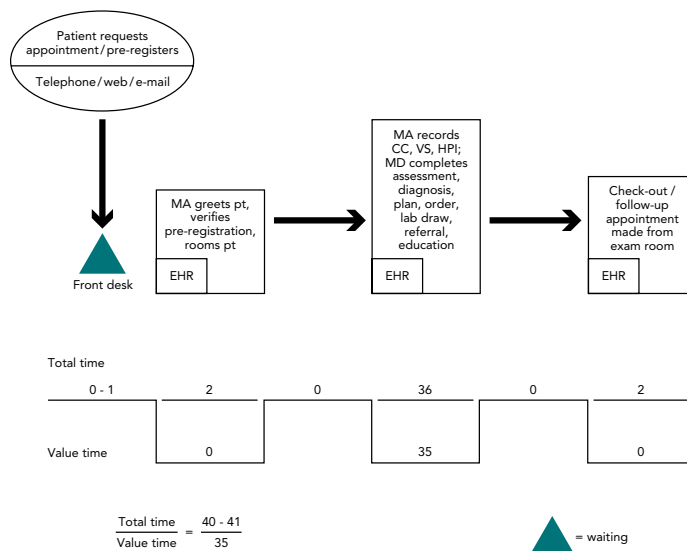 Patient requests
appointment/pre-registers
Telephone/web/e-mail
Front desk
MA greets pt,
verifies
pre-registration,
rooms pt
EHR
MA records
CC, VS, HPI;
MD completes
assessment,
diagnosis,
plan, order,
lab draw,
referral,
education
EHR
Check-out /
follow-up
appointment
made from
exam room
EHR
Total time
0 - 1 2 0 36 0 2
Value time 0 35 0
Total time = 40 - 41
Value time 35
= waiting